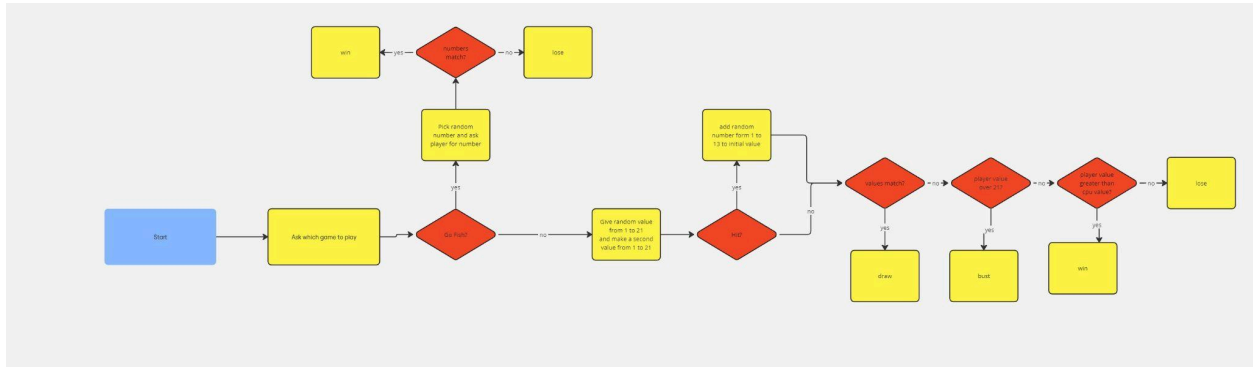 win
yes
numbers
match?
no
lose
Pick random
number and ask
player for number
yes
Start
Ask which game to play
Go Fish?
no
Give random value
from 1 to 21
and make a second
value from 1 to 21
Hit?
yes
add random
number form 1 to
13 to initial value
no
values match?
no
player value
over 21?
no
player value
greater than
cpu value?
no
lose
yes
draw
yes
bust
yes
win